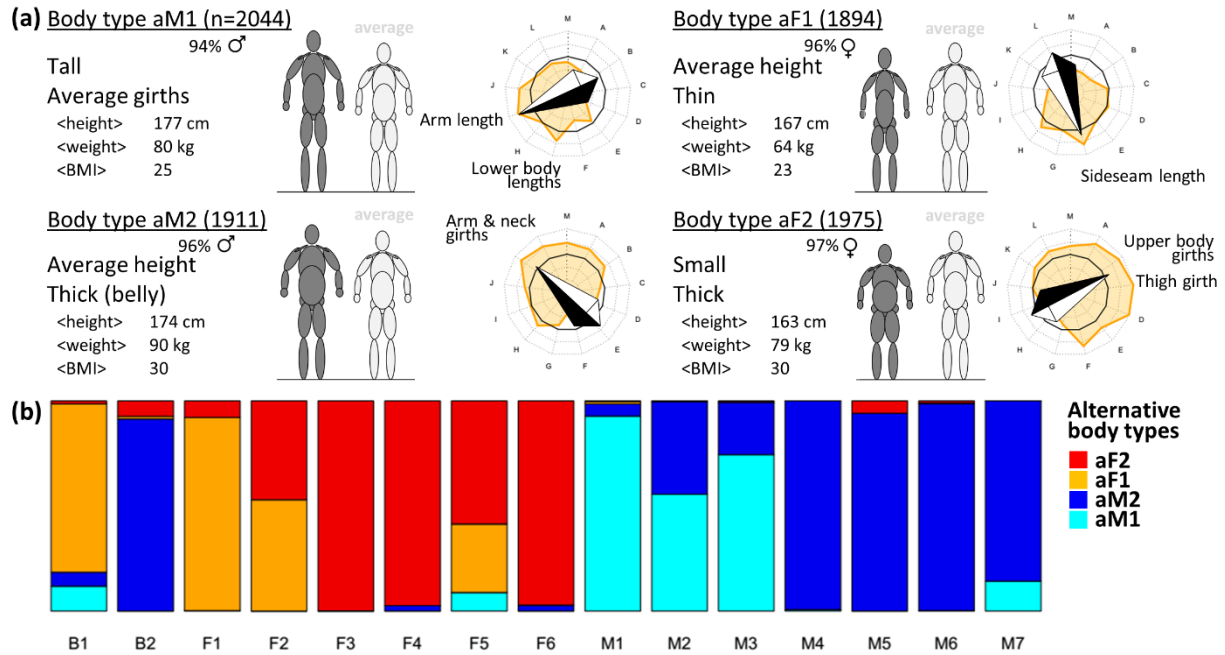 (a)
Body type aM1 (n=2044)
94% ♂
Tall
Average girths
<height> 177 cm
<weight> 80 kg
<BMI> 25
average
M
A
B
C
D
E
F
G
H
I
J
K
L
Arm length
Lower body
lengths
Body type aF1 (1894)
96% ♀
Average height
Thin
<height> 167 cm
<weight> 64 kg
<BMI> 23
average
M
A
B
C
D
E
F
G
H
I
J
K
L
Sideseam length
Body type aM2 (1911)
96% ♂
Average height
Thick (belly)
<height> 174 cm
<weight> 90 kg
<BMI> 30
average
Arm & neck
girths
M
A
B
C
D
E
F
G
H
I
J
K
L
Body type aF2 (1975)
97% ♀
Small
Thick
<height> 163 cm
<weight> 79 kg
<BMI> 30
average
M
A
B
C
D
E
F
G
H
I
J
K
L
Upper body
girths
Thigh girth
(b)
B1 B2 F1 F2 F3 F4 F5 F6 M1 M2 M3 M4 M5 M6 M7
Alternative
body types
aF2
aF1
aM2
aM1